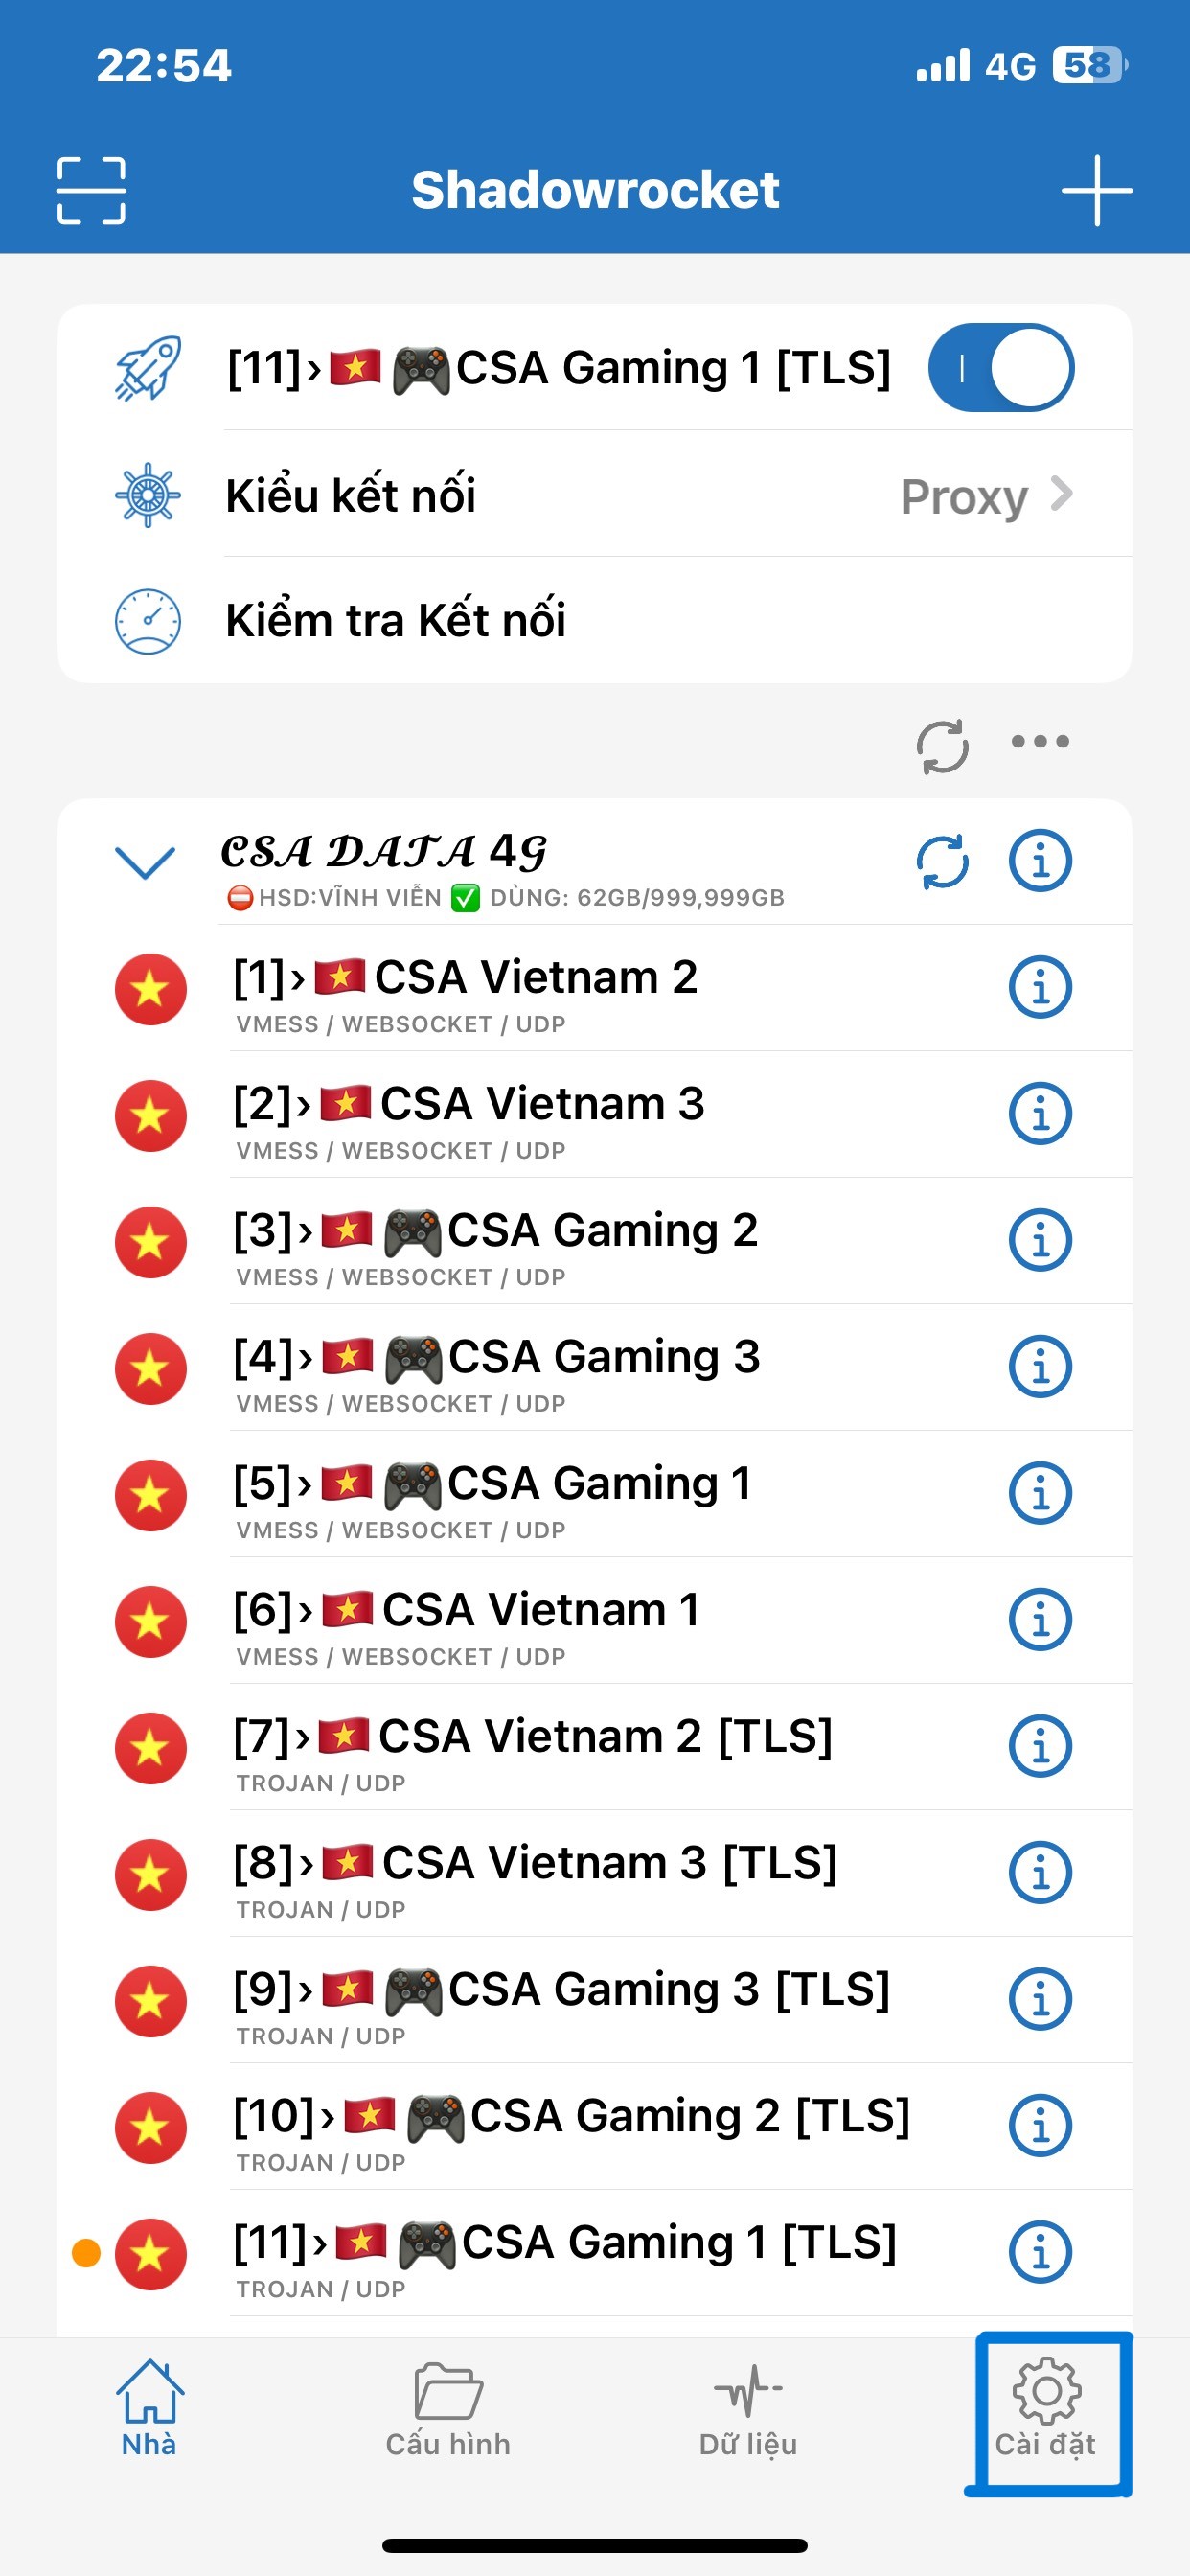 22:54
4G 58
Shadowrocket
[11]›🇻🇳🎮CSA Gaming 1 [TLS]
Kiểu kết nối
Proxy
Kiểm tra Kết nối
𝓒𝓢𝓐 𝓓𝓐𝓣𝓐 4𝓖
⛔HSD:VĨNH VIỄN ✅ DÙNG: 62GB/999,999GB
[1]›🇻🇳CSA Vietnam 2
VMESS / WEBSOCKET / UDP
[2]›🇻🇳CSA Vietnam 3
VMESS / WEBSOCKET / UDP
[3]›🇻🇳🎮CSA Gaming 2
VMESS / WEBSOCKET / UDP
[4]›🇻🇳🎮CSA Gaming 3
VMESS / WEBSOCKET / UDP
[5]›🇻🇳🎮CSA Gaming 1
VMESS / WEBSOCKET / UDP
[6]›🇻🇳CSA Vietnam 1
VMESS / WEBSOCKET / UDP
[7]›🇻🇳CSA Vietnam 2 [TLS]
TROJAN / UDP
[8]›🇻🇳CSA Vietnam 3 [TLS]
TROJAN / UDP
[9]›🇻🇳🎮CSA Gaming 3 [TLS]
TROJAN / UDP
[10]›🇻🇳🎮CSA Gaming 2 [TLS]
TROJAN / UDP
[11]›🇻🇳🎮CSA Gaming 1 [TLS]
TROJAN / UDP
Nhà
Cấu hình
Dữ liệu
Cài đặt